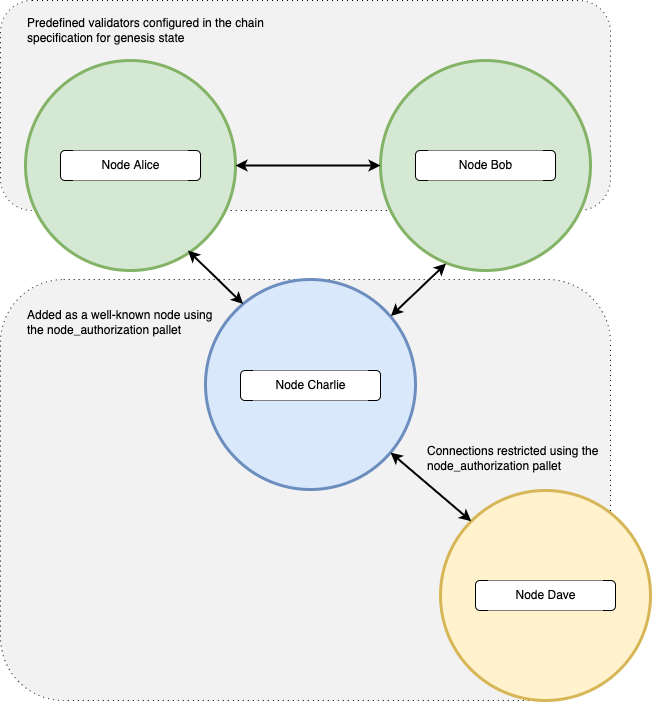 Predefined validators configured in the chain
specification for genesis state
Node Alice
Node Bob
Added as a well-known node using
the node_authorization pallet
Node Charlie
Connections restricted using the
node_authorization pallet
Node Dave